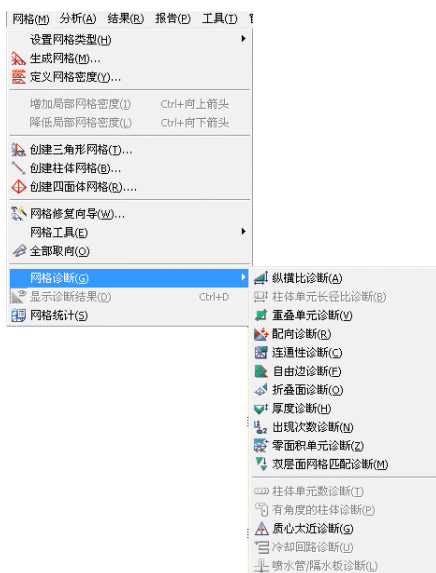 网格(M) 分析(A) 结果(R) 报告(P) 工具(T)
设置网格类型(H)
生成网格(M)...
定义网格密度(Y)...
增加局部网格密度(I) Ctrl+向上箭头
降低局部网格密度(L) Ctrl+向下箭头
创建三角形网格(T)...
创建柱体网格(B)...
创建四面体网格(R)....
网格修复向导(W)...
网格工具(E)
全部取向(O)
网格诊断(G)
显示诊断结果(D) Ctrl+D
网格统计(S)
纵横比诊断(A)
柱体单元长径比诊断(B)
重叠单元诊断(V)
配向诊断(R)
连通性诊断(C)
自由边诊断(F)
折叠面诊断(O)
厚度诊断(H)
出现次数诊断(N)
零面积单元诊断(Z)
双层面网格匹配诊断(M)
柱体单元数诊断(T)
有角度的柱体诊断(P)
质心太近诊断(G)
冷却回路诊断(U)
喷水管/隔水板诊断(L)